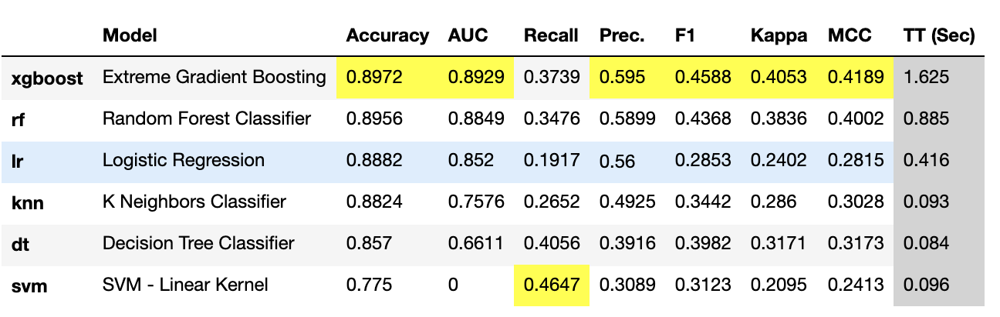 Model Accuracy AUC Recall Prec. F1 Kappa MCC TT (Sec)
xgboost Extreme Gradient Boosting 0.8972 0.8929 0.3739 0.595 0.4588 0.4053 0.4189 1.625
rf Random Forest Classifier 0.8956 0.8849 0.3476 0.5899 0.4368 0.3836 0.4002 0.885
lr Logistic Regression 0.8882 0.852 0.1917 0.56 0.2853 0.2402 0.2815 0.416
knn K Neighbors Classifier 0.8824 0.7576 0.2652 0.4925 0.3442 0.286 0.3028 0.093
dt Decision Tree Classifier 0.857 0.6611 0.4056 0.3916 0.3982 0.3171 0.3173 0.084
svm SVM - Linear Kernel 0.775 0 0.4647 0.3089 0.3123 0.2095 0.2413 0.096